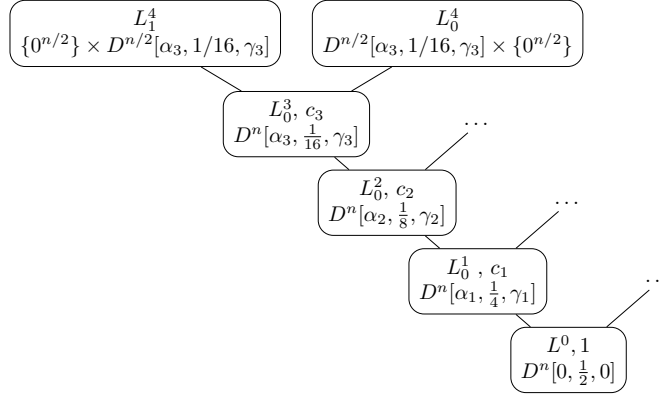 L_1^4
{0^{n/2}} × D^{n/2}[α_3, 1/16, γ_3]
L_0^4
D^{n/2}[α_3, 1/16, γ_3] × {0^{n/2}}
L_0^3, c_3
D^n[α_3, 1/16, γ_3]
...
L_0^2, c_2
D^n[α_2, 1/8, γ_2]
...
L_0^1 , c_1
D^n[α_1, 1/4, γ_1]
..
L^0, 1
D^n[0, 1/2, 0]